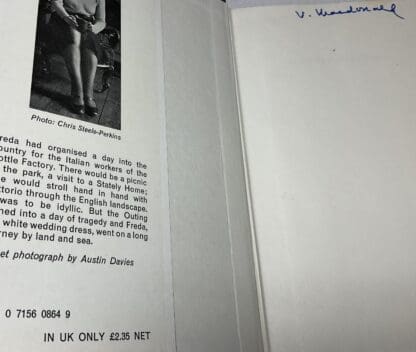 Photo: Chris Steele-Perkins
reda had organised a day into the
ountry for the Italian workers of the
ottle Factory. There would be a picnic
the park, a visit to a Stately Home;
e would stroll hand in hand with
ttorio through the English landscape.
was to be idyllic. But the Outing
ned into a day of tragedy and Freda,
white wedding dress, went on a long
rney by land and sea.
et photograph by Austin Davies
0 7156 0864 9
IN UK ONLY £2.35 NET
V. Macdonald